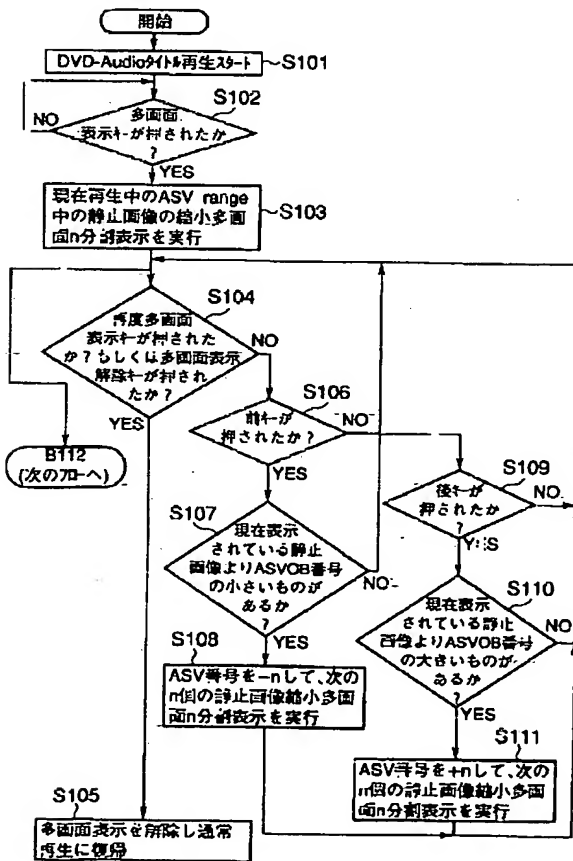 開始
DVD-Audioタイトル再生スタート
S101
S102
多画面
表示キーが押されたか
?
NO
YES
現在再生中のASV range
中の静止画像の縮小多画
面n分割表示を実行
S103
S104
再度多画面
表示キーが押された
か?もしくは多画面表示
解除キーが押され
たか?
NO
YES
B112
(次のフローへ)
S106
前キーが
押されたか?
NO
YES
S109
後キーが
押されたか
?
NO
YES
S107
現在表示
されている静止
画像よりASVOB番号
の小さいものが
あるか
?
NO
YES
S110
現在表示
されている静止
画像よりASVOB番号
の大きいものが
あるか
?
NO
YES
S108
ASV番号を-nして、次の
n個の静止画像縮小多画
面n分割表示を実行
S111
ASV番号を+nして、次の
n個の静止画像縮小多画
面n分割表示を実行
S105
多画面表示を解除し通常
再生に復帰